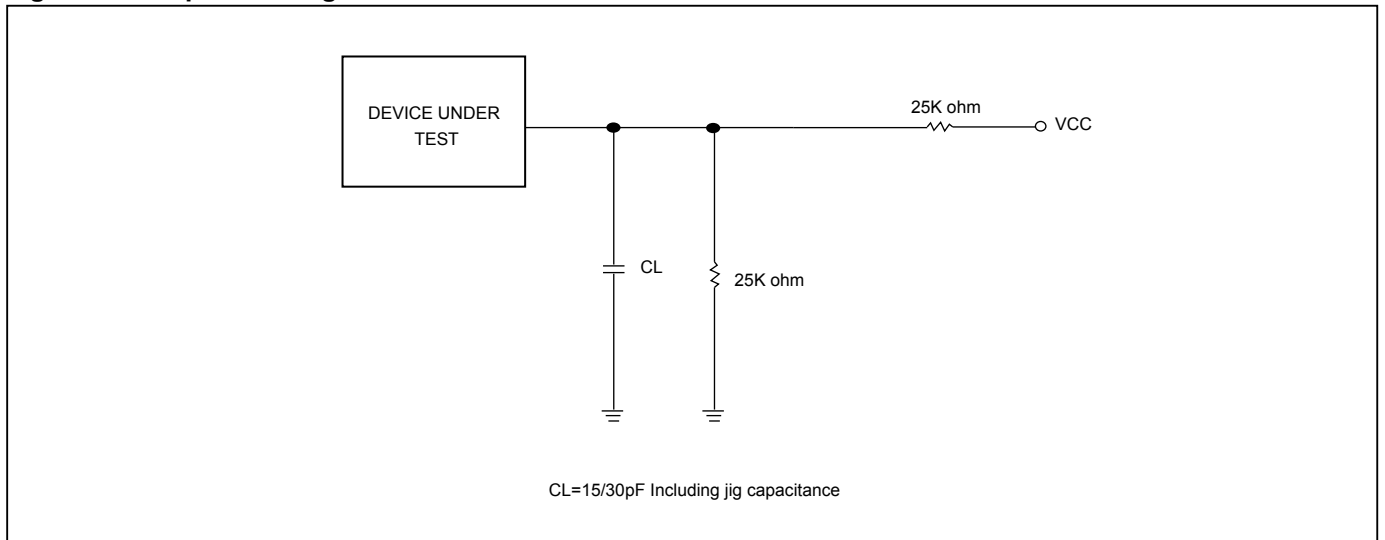 DEVICE UNDER
TEST
25K ohm
VCC
CL
25K ohm
CL=15/30pF Including jig capacitance